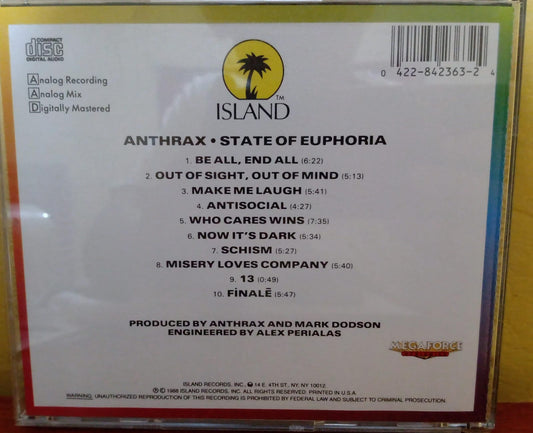 COMPACT
disc
DIGITAL AUDIO
Analog Recording
Analog Mix
Digitally Mastered
TM
ISLAND
0 422-842363-2 4
ANTHRAX • STATE OF EUPHORIA
1. BE ALL, END ALL (6:22)
2. OUT OF SIGHT, OUT OF MIND (5:13)
3. MAKE ME LAUGH (5:41)
4. ANTISOCIAL (4:27)
5. WHO CARES WINS (7:35)
6. NOW IT'S DARK (5:34)
7. SCHISM (5:27)
8. MISERY LOVES COMPANY (5:40)
9. 13 (0:49)
10. FİNALĒ (5:47)
PRODUCED BY ANTHRAX AND MARK DODSON
ENGINEERED BY ALEX PERIALAS
MEGAFORCE
ISLAND RECORDS, INC., 14 E. 4TH ST., NY, NY 10012.
℗ © 1988 ISLAND RECORDS, INC. ALL RIGHTS RESERVED. PRINTED IN U.S.A.
WARNING: UNAUTHORIZED REPRODUCTION OF THIS RECORDING IS PROHIBITED BY FEDERAL LAW AND SUBJECT TO CRIMINAL PROSECUTION.